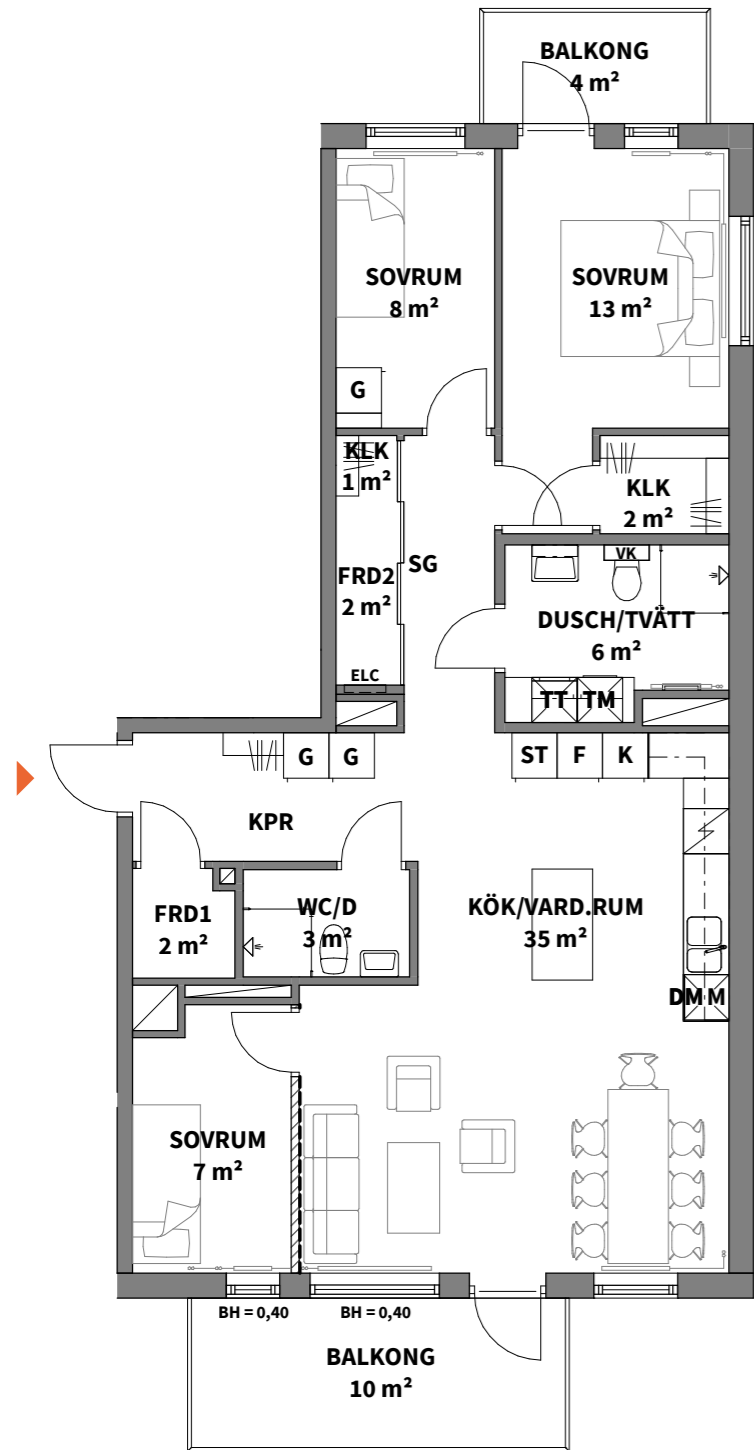 BALKONG
4 m²
SOVRUM
8 m²
SOVRUM
13 m²
G
KLK
1 m²
KLK
2 m²
SG
FRD2
2 m²
VK
DUSCH/TVÄTT
6 m²
ELC
TT TM
G G
ST F K
KPR
FRD1
2 m²
WC/D
3 m²
KÖK/VARD.RUM
35 m²
DMM
SOVRUM
7 m²
BH = 0,40
BH = 0,40
BALKONG
10 m²